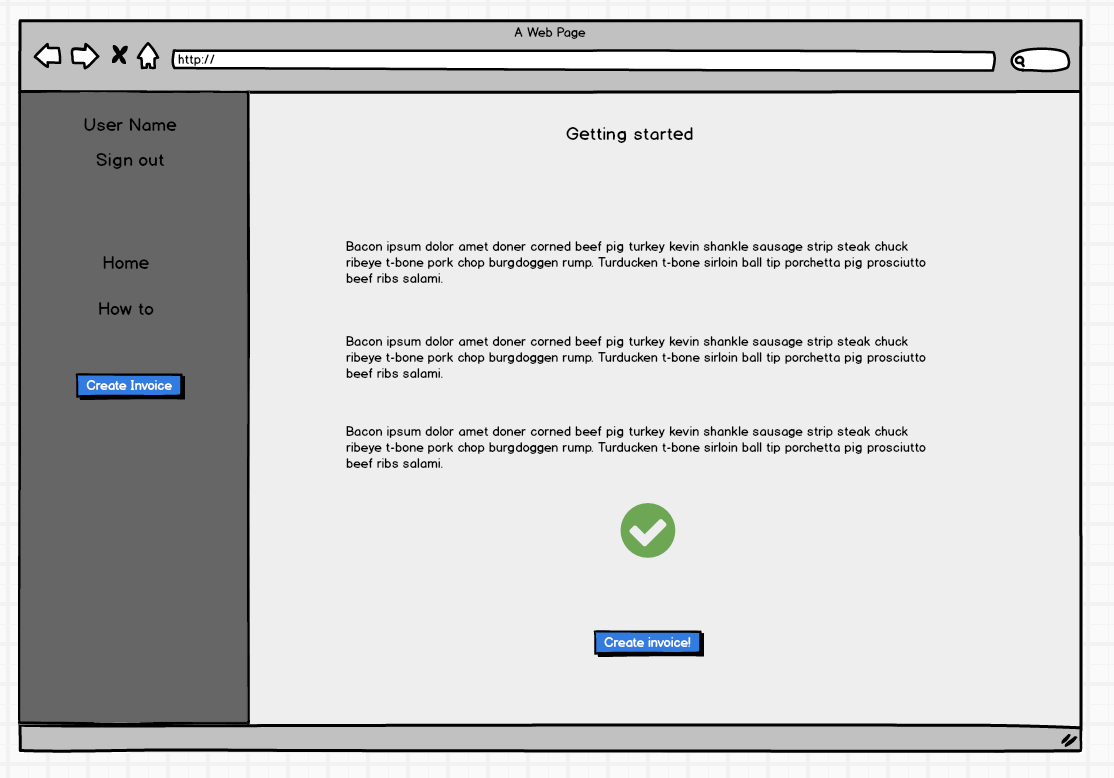 A Web Page
http://
User Name
Sign out
Home
How to
Create Invoice
Getting started
Bacon ipsum dolor amet doner corned beef pig turkey kevin shankle sausage strip steak chuck
ribeye t-bone pork chop burgdoggen rump. Turducken t-bone sirloin ball tip porchetta pig prosciutto
beef ribs salami.
Bacon ipsum dolor amet doner corned beef pig turkey kevin shankle sausage strip steak chuck
ribeye t-bone pork chop burgdoggen rump. Turducken t-bone sirloin ball tip porchetta pig prosciutto
beef ribs salami.
Bacon ipsum dolor amet doner corned beef pig turkey kevin shankle sausage strip steak chuck
ribeye t-bone pork chop burgdoggen rump. Turducken t-bone sirloin ball tip porchetta pig prosciutto
beef ribs salami.
Create invoice!